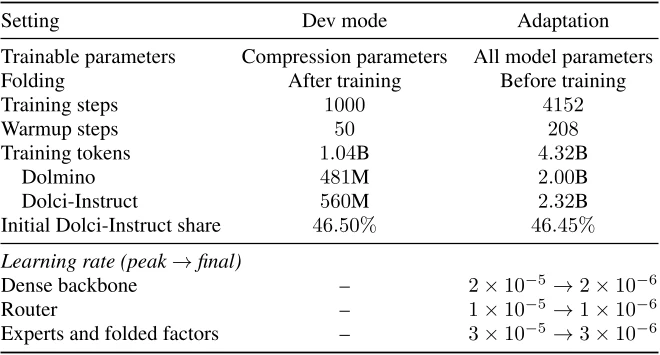 Setting Dev mode Adaptation
Trainable parameters Compression parameters All model parameters
Folding After training Before training
Training steps 1000 4152
Warmup steps 50 208
Training tokens 1.04B 4.32B
Dolmino 481M 2.00B
Dolci-Instruct 560M 2.32B
Initial Dolci-Instruct share 46.50% 46.45%
Learning rate (peak → final)
Dense backbone – 2 × 10⁻⁵ → 2 × 10⁻⁶
Router – 1 × 10⁻⁵ → 1 × 10⁻⁶
Experts and folded factors – 3 × 10⁻⁵ → 3 × 10⁻⁶